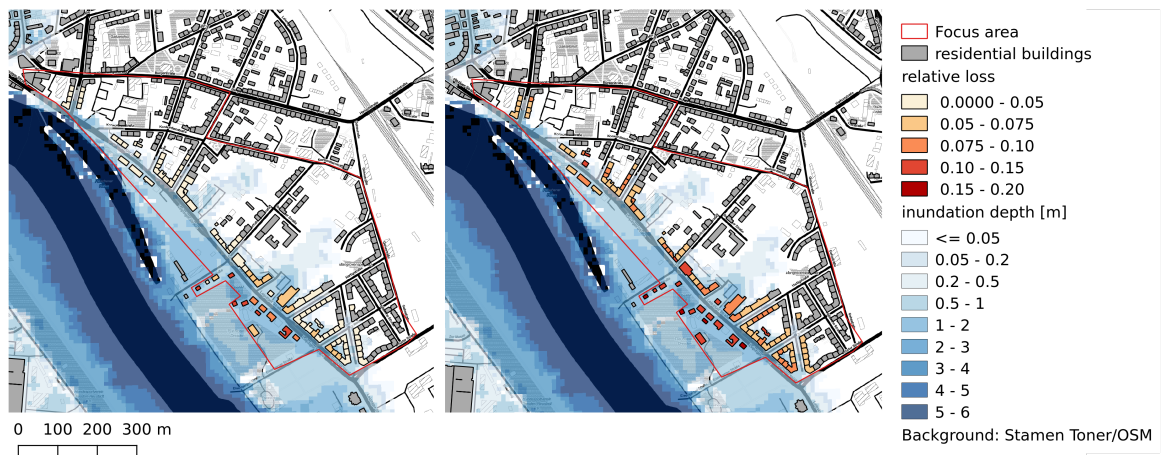 Focus area
residential buildings
relative loss
0.0000 - 0.05
0.05 - 0.075
0.075 - 0.10
0.10 - 0.15
0.15 - 0.20
inundation depth [m]
<= 0.05
0.05 - 0.2
0.2 - 0.5
0.5 - 1
1 - 2
2 - 3
3 - 4
4 - 5
5 - 6
Background: Stamen Toner/OSM
0 100 200 300 m